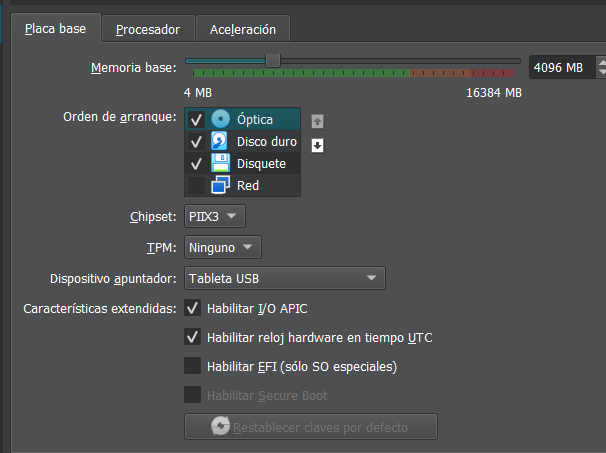 Placa base Procesador Aceleración
Memoria base: 4096 MB
4 MB 16384 MB
Orden de arranque: Óptica
Disco duro
Disquete
Red
Chipset: PIIX3
TPM: Ninguno
Dispositivo apuntador: Tableta USB
Características extendidas: Habilitar I/O APIC
Habilitar reloj hardware en tiempo UTC
Habilitar EFI (sólo SO especiales)
Habilitar Secure Boot
Restablecer claves por defecto